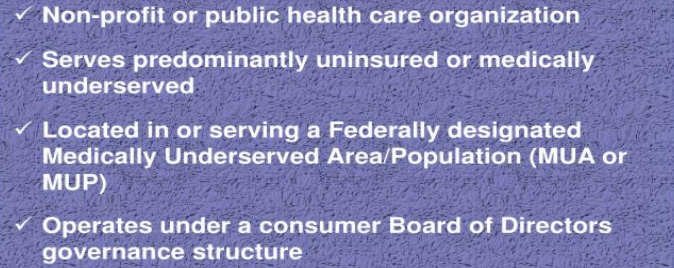 ✓ Non-profit or public health care organization
✓ Serves predominantly uninsured or medically
underserved
✓ Located in or serving a Federally designated
Medically Underserved Area/Population (MUA or
MUP)
✓ Operates under a consumer Board of Directors
governance structure